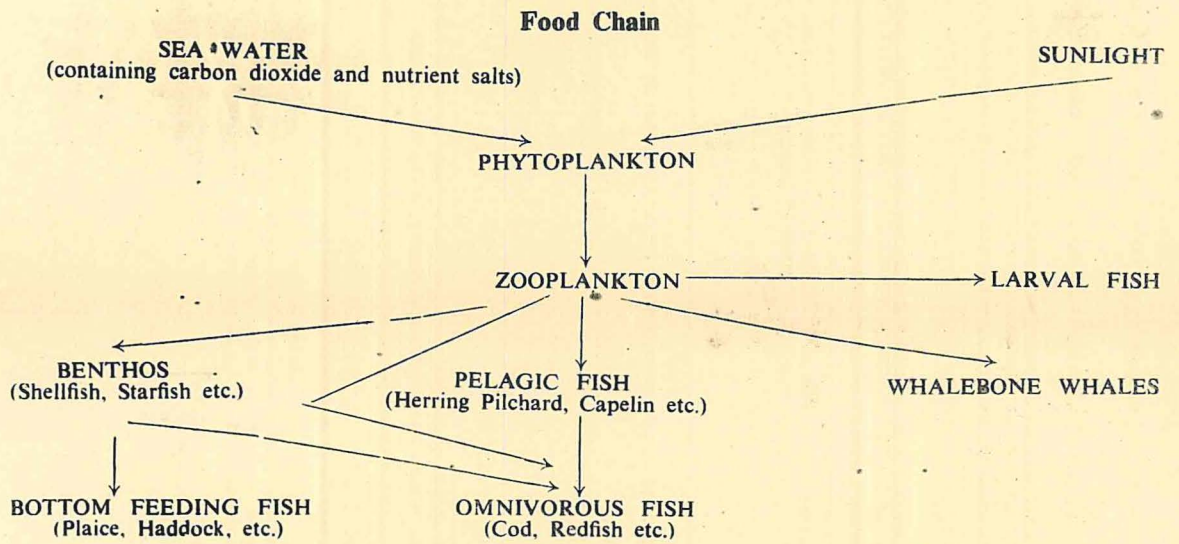 Food Chain
SEA WATER
(containing carbon dioxide and nutrient salts)
SUNLIGHT
PHYTOPLANKTON
ZOOPLANKTON
LARVAL FISH
BENTHOS
(Shellfish, Starfish etc.)
PELAGIC FISH
(Herring Pilchard, Capelin etc.)
WHALEBONE WHALES
BOTTOM FEEDING FISH
(Plaice, Haddock, etc.)
OMNIVOROUS FISH
(Cod, Redfish etc.)